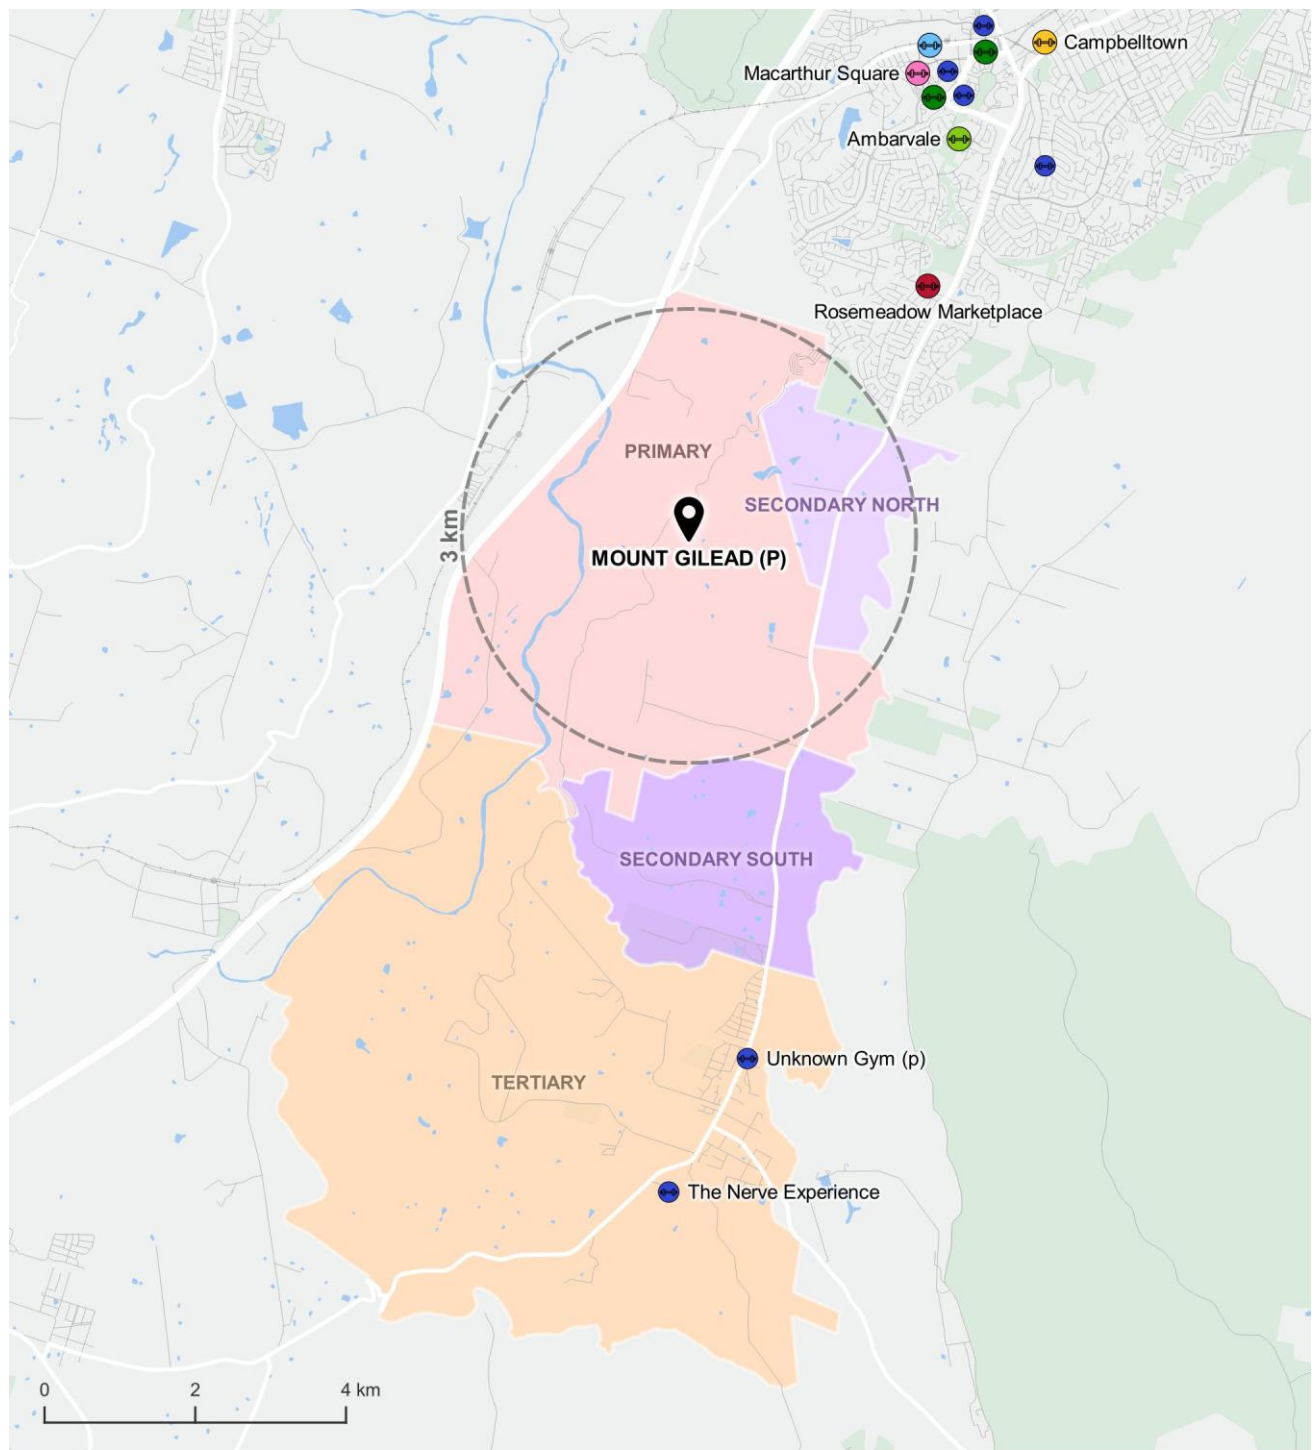 Campbelltown
Macarthur Square
Ambarvale
Rosemeadow Marketplace
PRIMARY
SECONDARY NORTH
3 km
MOUNT GILEAD (P)
SECONDARY SOUTH
Unknown Gym (p)
TERTIARY
The Nerve Experience
0 2 4 km